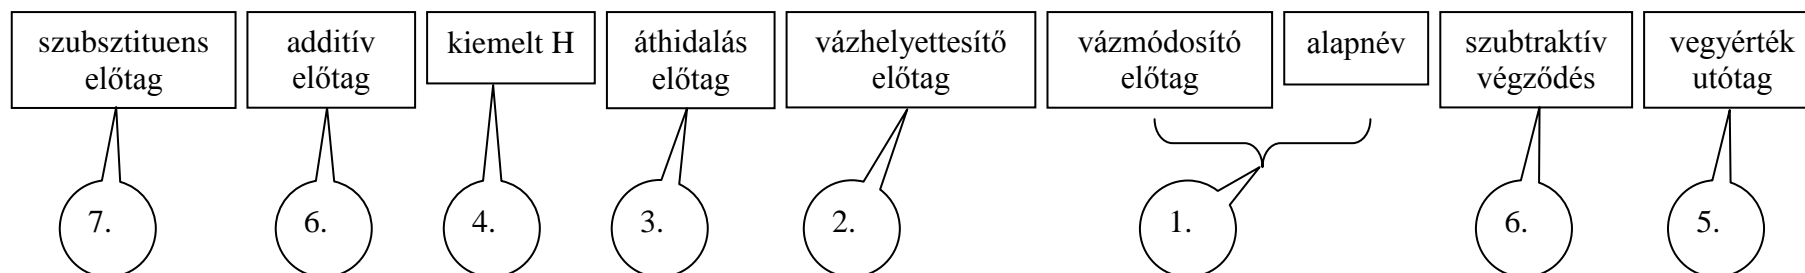 szubsztituens
előtag
additív
előtag
kiemelt H
áthidalás
előtag
vázhelyettesítő
előtag
vázmódosító
előtag
alapnév
szubtraktív
végződés
vegyérték
utótag
7.
6.
4.
3.
2.
1.
6.
5.